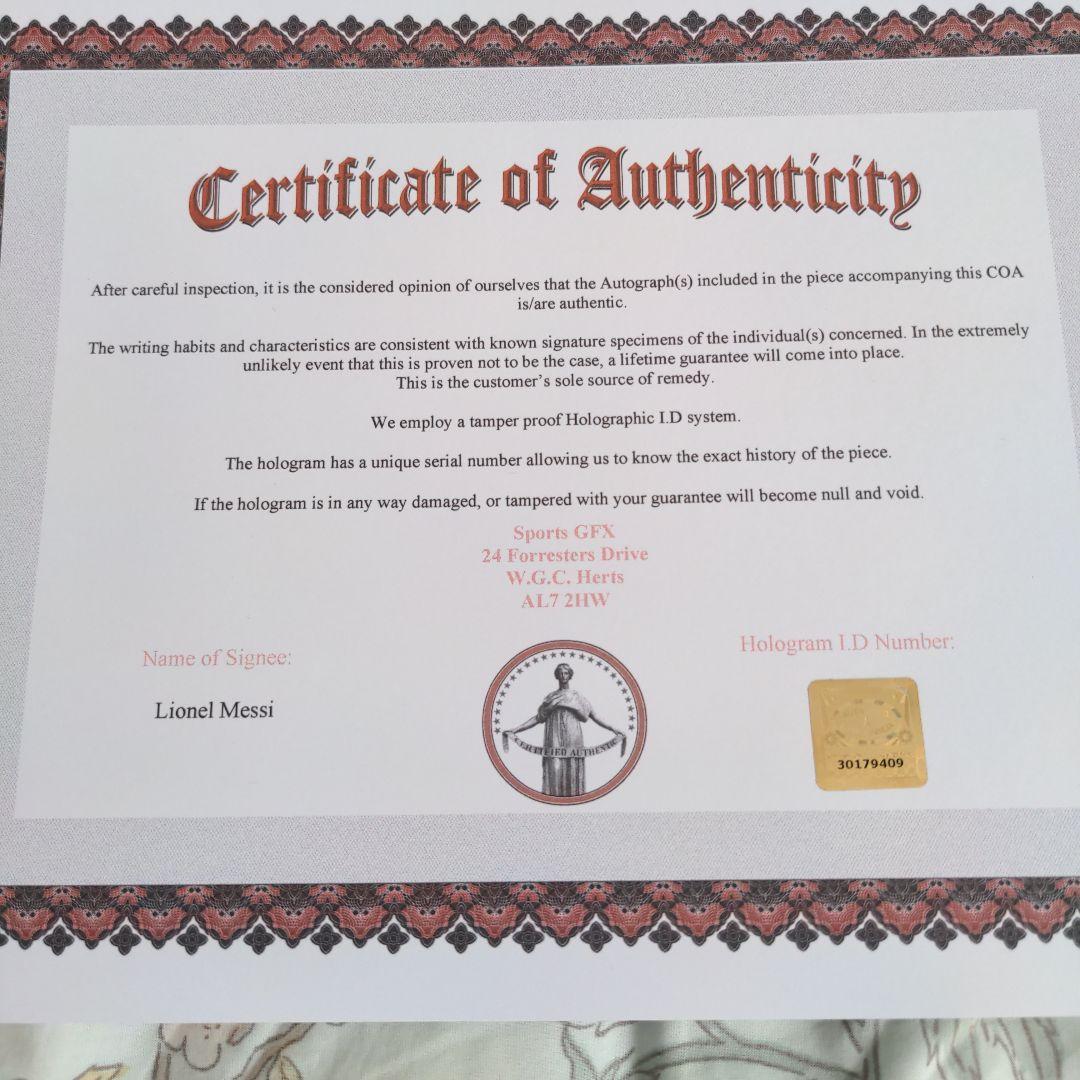 Certificate of Authenticity
After careful inspection, it is the considered opinion of ourselves that the Autograph(s) included in the piece accompanying this COA
is/are authentic.
The writing habits and characteristics are consistent with known signature specimens of the individual(s) concerned. In the extremely
unlikely event that this is proven not to be the case, a lifetime guarantee will come into place.
This is the customer's sole source of remedy.
We employ a tamper proof Holographic I.D system.
The hologram has a unique serial number allowing us to know the exact history of the piece.
If the hologram is in any way damaged, or tampered with your guarantee will become null and void.
Sports GFX
24 Forresters Drive
W.G.C. Herts
AL7 2HW
Name of Signee:
Hologram I.D Number:
Lionel Messi
CERTIFIED AUTHENTIC
30179409